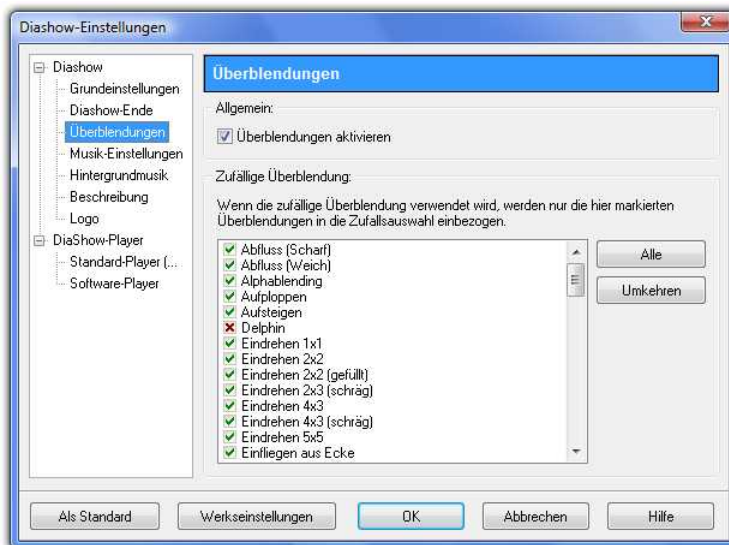 Diashow-Einstellungen
Diashow
Grundeinstellungen
Diashow-Ende
Überblendungen
Musik-Einstellungen
Hintergrundmusik
Beschreibung
Logo
DiaShow-Player
Standard-Player (...
Software-Player
Überblendungen
Allgemein:
Überblendungen aktivieren
Zufällige Überblendung:
Wenn die zufällige Überblendung verwendet wird, werden nur die hier markierten
Überblendungen in die Zufallsauswahl einbezogen.
Abfluss (Scharf)
Abfluss (Weich)
Alphablending
Aufploppen
Aufsteigen
Delphin
Eindrehen 1x1
Eindrehen 2x2
Eindrehen 2x2 (gefüllt)
Eindrehen 2x3 (schräg)
Eindrehen 4x3
Eindrehen 4x3 (schräg)
Eindrehen 5x5
Einfliegen aus Ecke
Alle
Umkehren
Als Standard
Werkseinstellungen
OK
Abbrechen
Hilfe